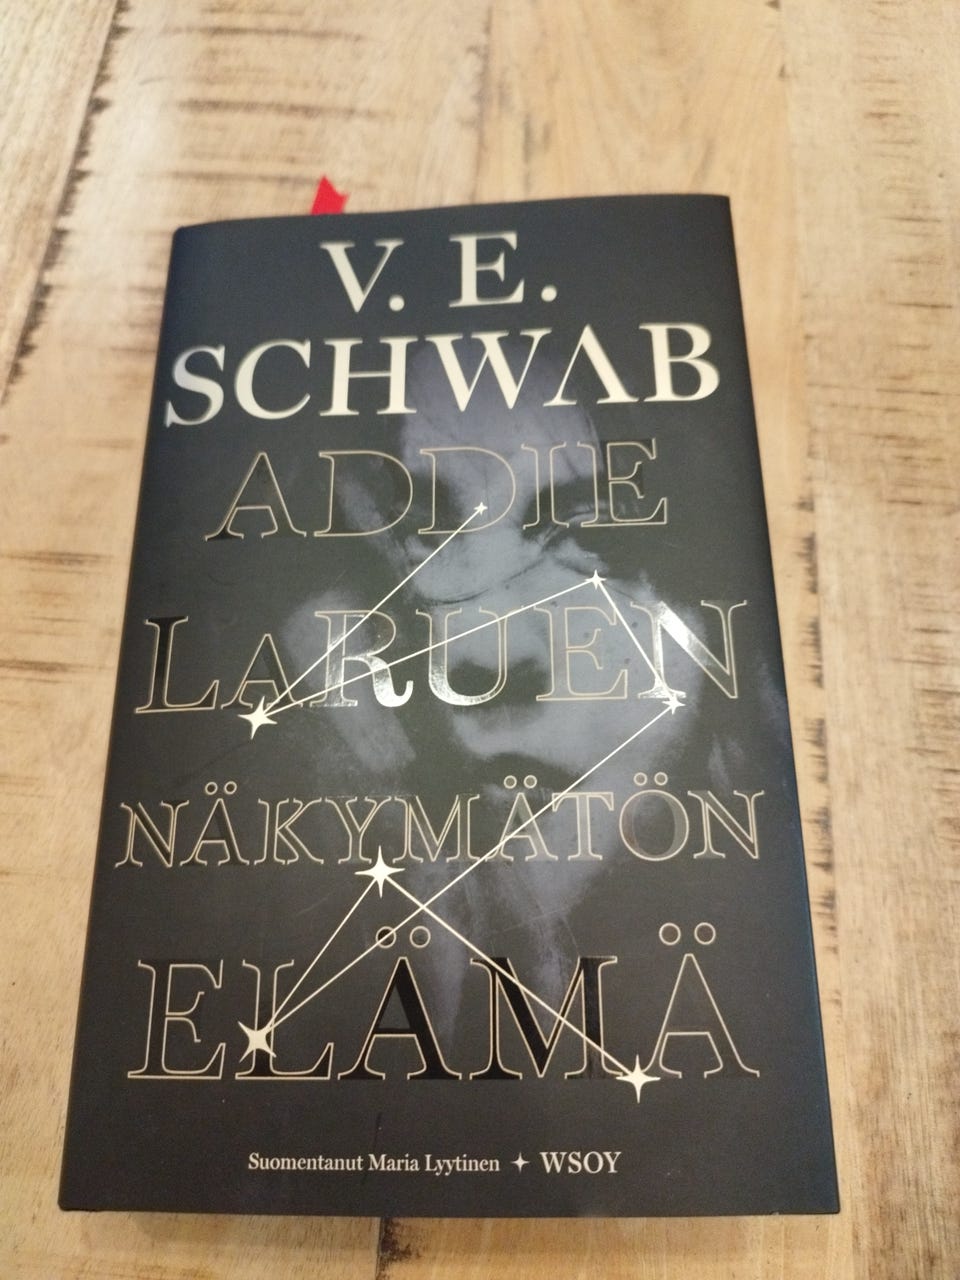 V. E.
SCHWAB
ADDIE
LARUEN
NÄKYMÄTÖN
ELÄMÄ
Suomentanut Maria Lyytinen ✦ WSOY